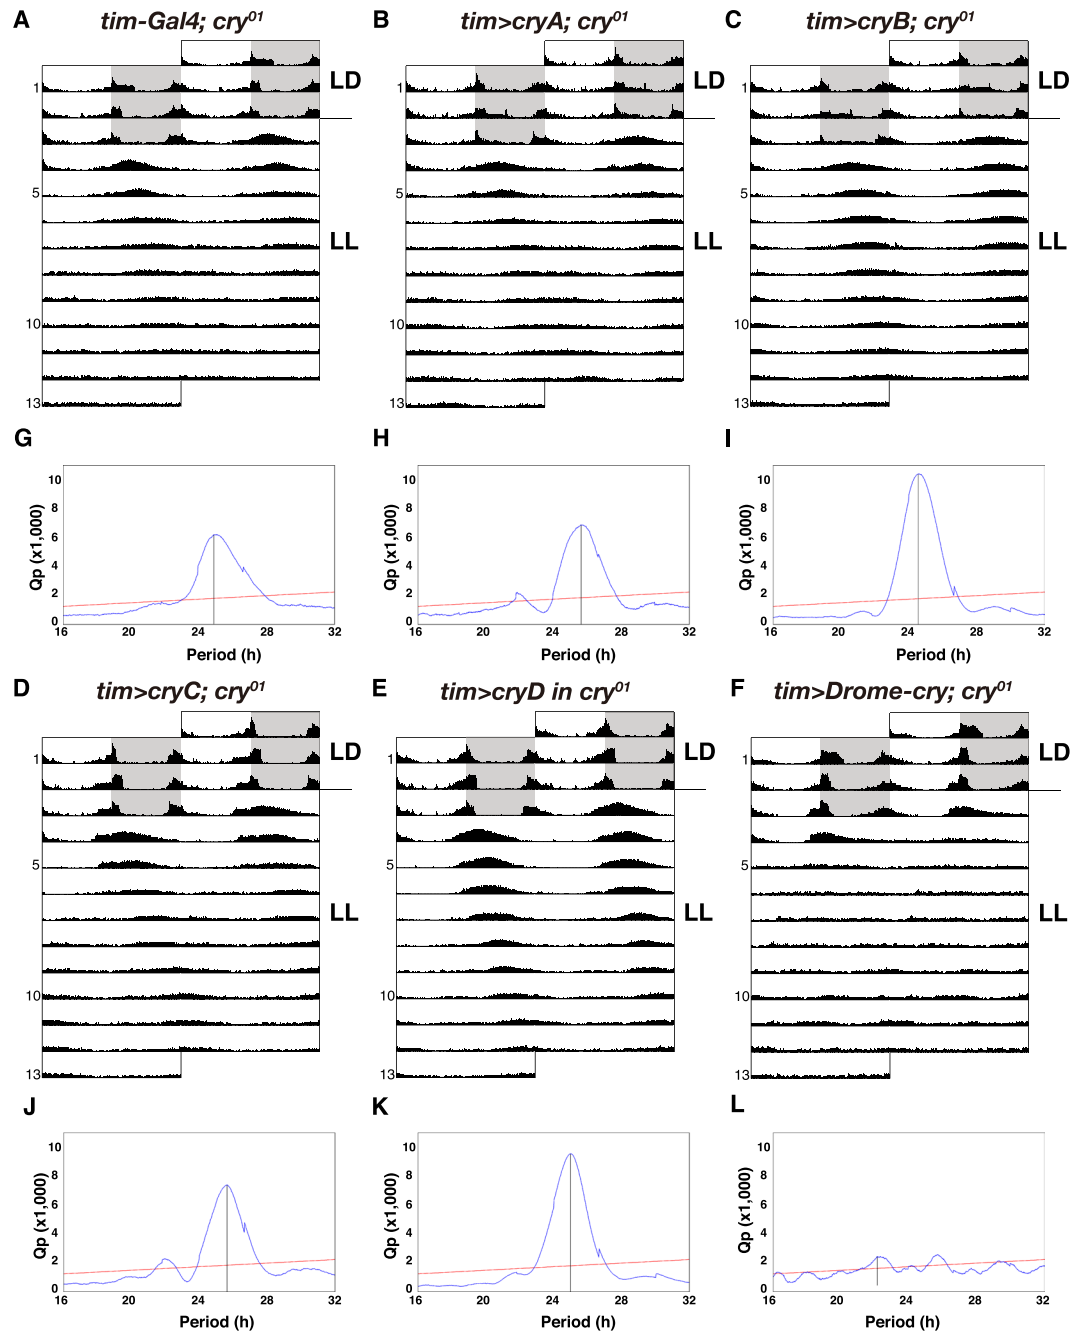 A tim-Gal4; cry01
B tim>cryA; cry01
C tim>cryB; cry01
LD
LD
LD
1
1
1
5
5
5
LL
LL
LL
10
10
10
13
13
13
G
H
I
10
8
6
4
2
0
Qp (x1,000)
16 20 24 28 32
Period (h)
10
8
6
4
2
0
Qp (x1,000)
16 20 24 28 32
Period (h)
10
8
6
4
2
0
Qp (x1,000)
16 20 24 28 32
Period (h)
D tim>cryC; cry01
E tim>cryD in cry01
F tim>Drome-cry; cry01
LD
LD
LD
1
1
1
5
5
5
LL
LL
LL
10
10
10
13
13
13
J
K
L
10
8
6
4
2
0
Qp (x1,000)
16 20 24 28 32
Period (h)
10
8
6
4
2
0
Qp (x1,000)
16 20 24 28 32
Period (h)
10
8
6
4
2
0
Qp (x1,000)
16 20 24 28 32
Period (h)